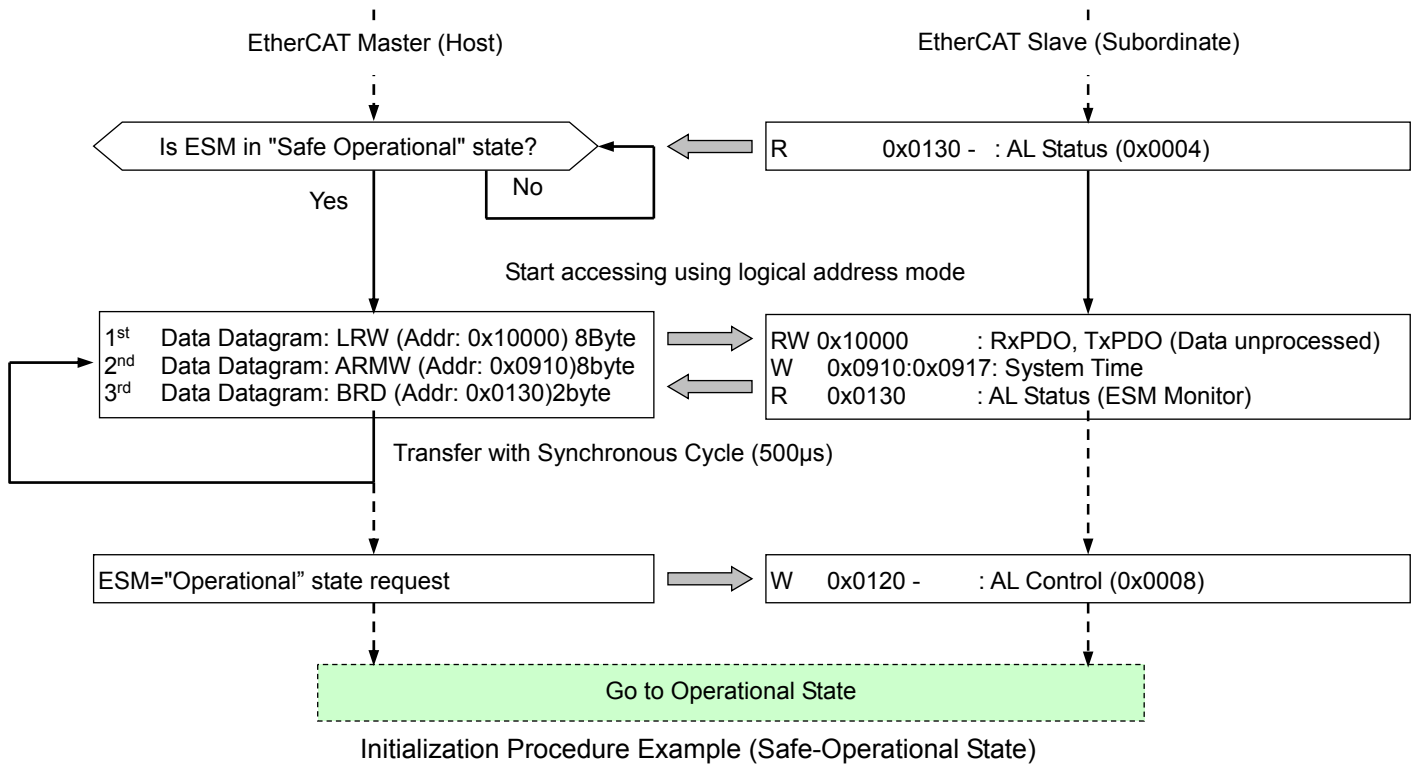 EtherCAT Master (Host)
EtherCAT Slave (Subordinate)
Is ESM in "Safe Operational" state?
R 0x0130 - : AL Status (0x0004)
No
Yes
Start accessing using logical address mode
1st Data Datagram: LRW (Addr: 0x10000) 8Byte
2nd Data Datagram: ARMW (Addr: 0x0910)8byte
3rd Data Datagram: BRD (Addr: 0x0130)2byte
RW 0x10000 : RxPDO, TxPDO (Data unprocessed)
W 0x0910:0x0917: System Time
R 0x0130 : AL Status (ESM Monitor)
Transfer with Synchronous Cycle (500µs)
ESM="Operational” state request
W 0x0120 - : AL Control (0x0008)
Go to Operational State
Initialization Procedure Example (Safe-Operational State)